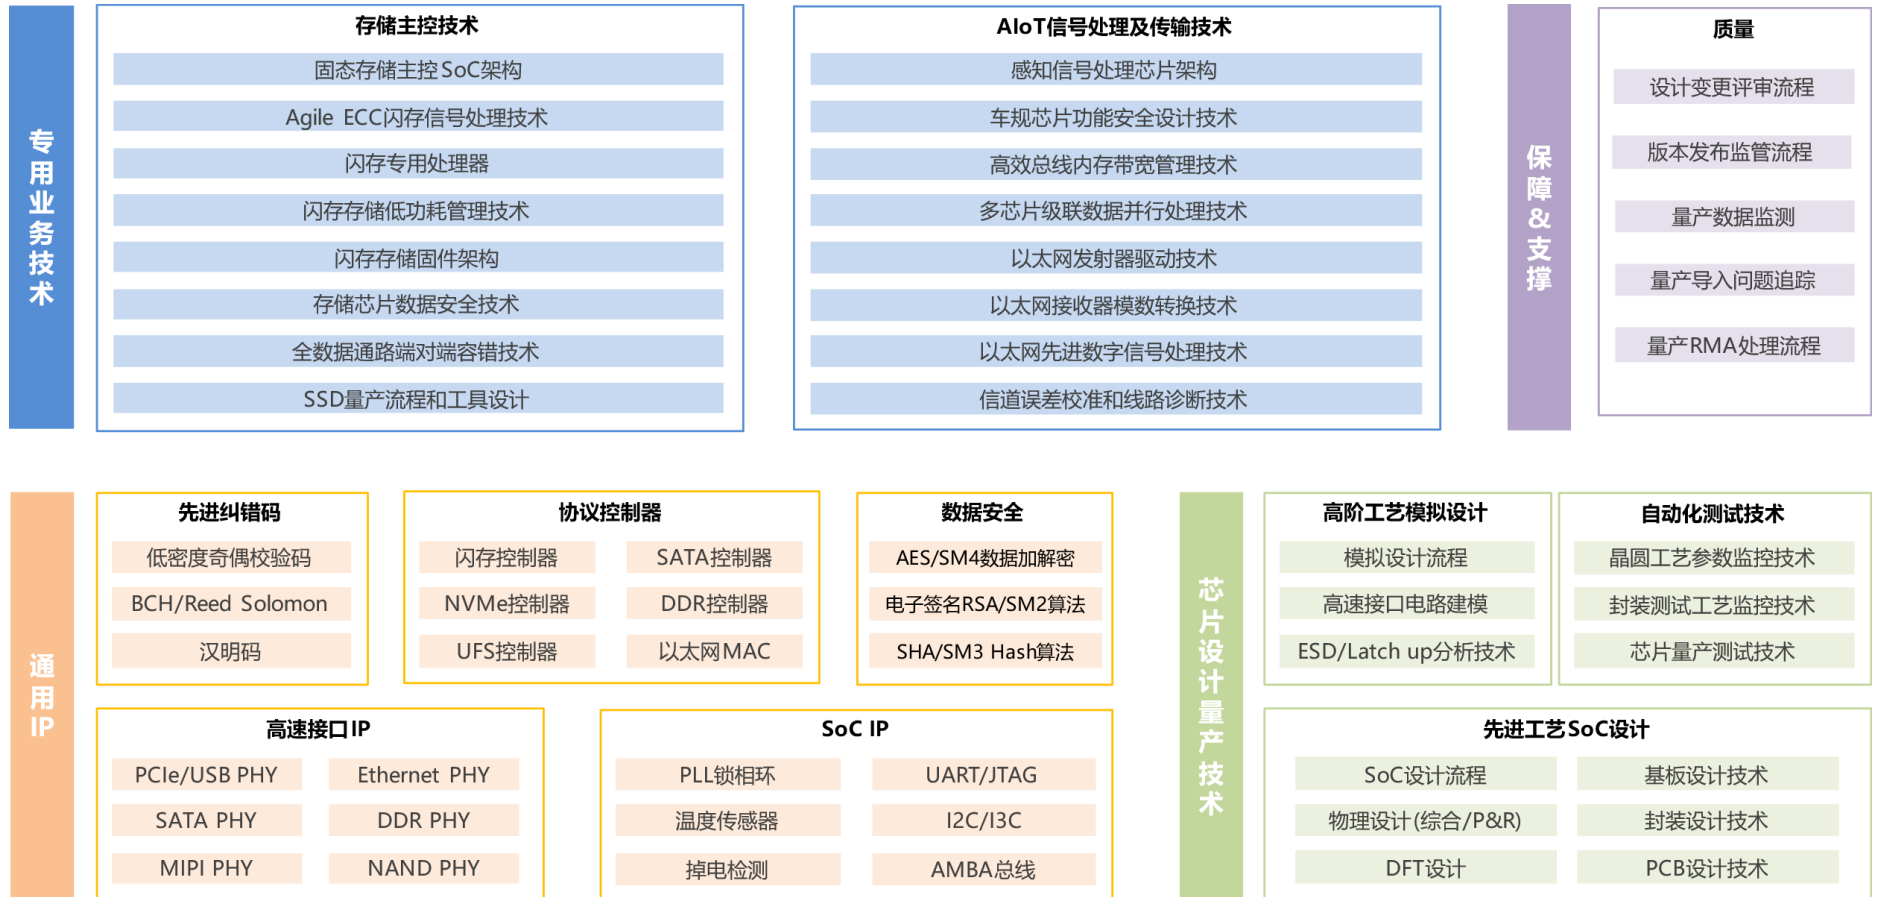 专用业务技术
存储主控技术
固态存储主控SoC架构
Agile ECC闪存信号处理技术
闪存专用处理器
闪存存储低功耗管理技术
闪存存储固件架构
存储芯片数据安全技术
全数据通路端对端容错技术
SSD量产流程和工具设计
AIoT信号处理及传输技术
感知信号处理芯片架构
车规芯片功能安全设计技术
高效总线内存带宽管理技术
多芯片级联数据并行处理技术
以太网发射器驱动技术
以太网接收器模数转换技术
以太网先进数字信号处理技术
信道误差校准和线路诊断技术
保障&支撑
质量
设计变更评审流程
版本发布监管流程
量产数据监测
量产导入问题追踪
量产RMA处理流程
通用IP
先进纠错码
低密度奇偶校验码
BCH/Reed Solomon
汉明码
协议控制器
闪存控制器
SATA控制器
NVMe控制器
DDR控制器
UFS控制器
以太网MAC
数据安全
AES/SM4数据加解密
电子签名RSA/SM2算法
SHA/SM3 Hash算法
高速接口IP
PCIe/USB PHY
Ethernet PHY
SATA PHY
DDR PHY
MIPI PHY
NAND PHY
SoC IP
PLL锁相环
UART/JTAG
温度传感器
I2C/I3C
掉电检测
AMBA总线
芯片设计量产技术
高阶工艺模拟设计
模拟设计流程
高速接口电路建模
ESD/Latch up分析技术
自动化测试技术
晶圆工艺参数监控技术
封装测试工艺监控技术
芯片量产测试技术
先进工艺SoC设计
SoC设计流程
基板设计技术
物理设计(综合/P&R)
封装设计技术
DFT设计
PCB设计技术